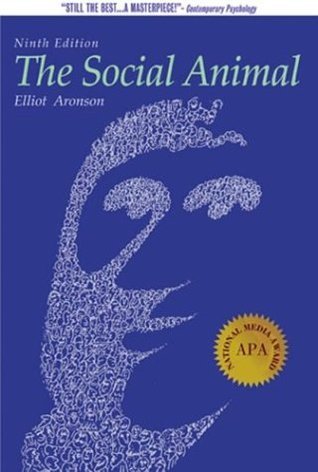 "STILL THE BEST...A MASTERPIECE!"- Contemporary Psychology
Ninth Edition
The Social Animal
Elliot Aronson
NATIONAL MEDIA AWARD
APA